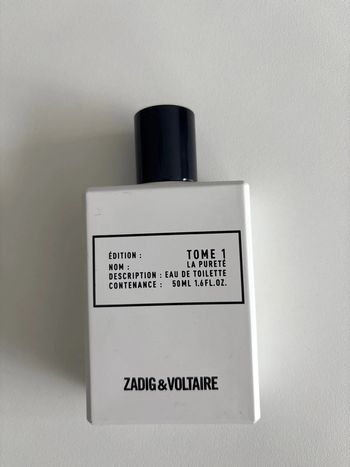 ÉDITION : TOME 1
NOM : LA PURETÉ
DESCRIPTION : EAU DE TOILETTE
CONTENANCE : 50ML 1.6FL.OZ.
ZADIG & VOLTAIRE